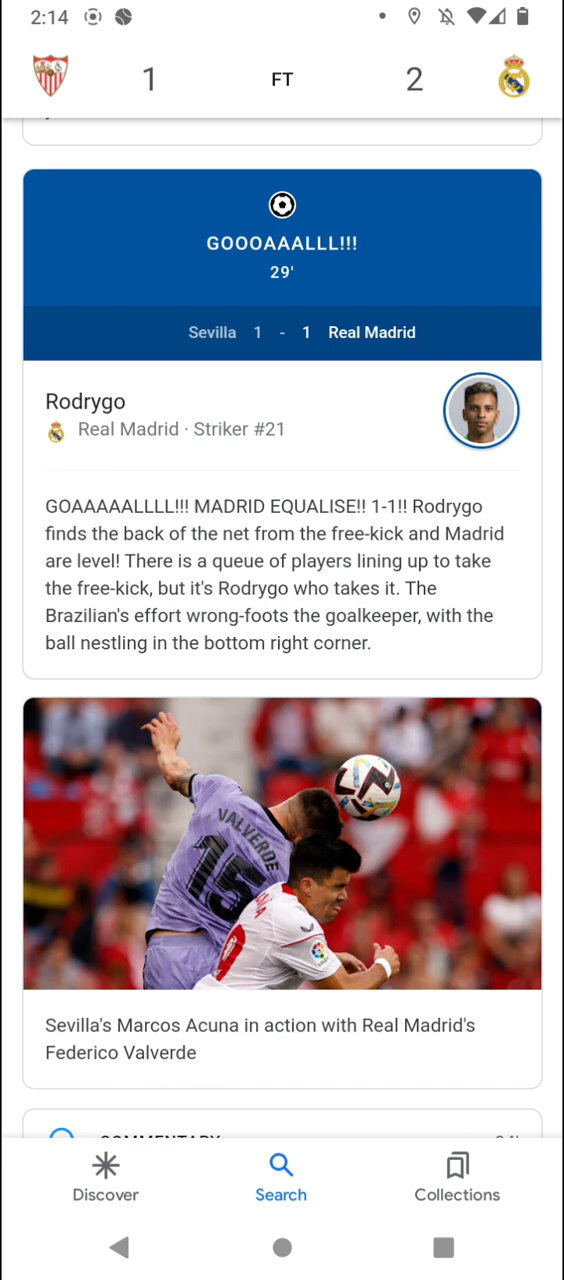 2:14
1 FT 2
GOOOAAALLL!!!
29'
Sevilla 1 - 1 Real Madrid
Rodrygo
Real Madrid · Striker #21
GOAAAAALLLL!!! MADRID EQUALISE!! 1-1!! Rodrygo
finds the back of the net from the free-kick and Madrid
are level! There is a queue of players lining up to take
the free-kick, but it's Rodrygo who takes it. The
Brazilian's effort wrong-foots the goalkeeper, with the
ball nestling in the bottom right corner.
VALVERDE
15
Sevilla's Marcos Acuna in action with Real Madrid's
Federico Valverde
COMMENTARY
Discover Search Collections